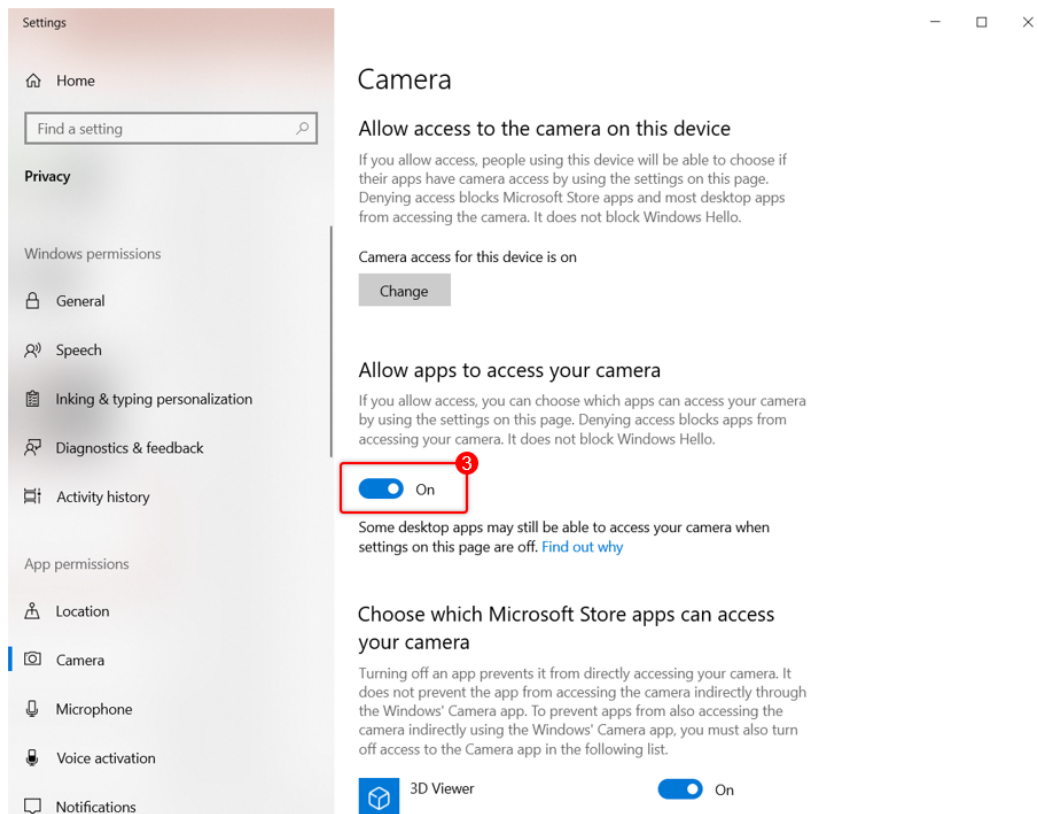 Settings
Home
Find a setting
Privacy
Windows permissions
General
Speech
Inking & typing personalization
Diagnostics & feedback
Activity history
App permissions
Location
Camera
Microphone
Voice activation
Notifications
Camera
Allow access to the camera on this device
If you allow access, people using this device will be able to choose if
their apps have camera access by using the settings on this page.
Denying access blocks Microsoft Store apps and most desktop apps
from accessing the camera. It does not block Windows Hello.
Camera access for this device is on
Change
Allow apps to access your camera
If you allow access, you can choose which apps can access your camera
by using the settings on this page. Denying access blocks apps from
accessing your camera. It does not block Windows Hello.
3
On
Some desktop apps may still be able to access your camera when
settings on this page are off. Find out why
Choose which Microsoft Store apps can access
your camera
Turning off an app prevents it from directly accessing your camera. It
does not prevent the app from accessing the camera indirectly through
the Windows' Camera app. To prevent apps from also accessing the
camera indirectly using the Windows' Camera app, you must also turn
off access to the Camera app in the following list.
3D Viewer On